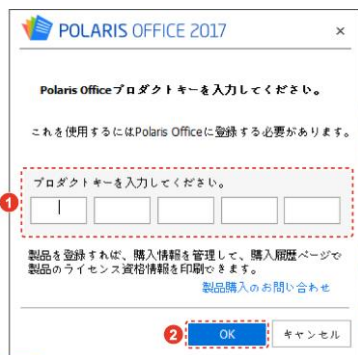 POLARIS OFFICE 2017
Polaris Officeプロダクトキーを入力してください。
これを使用するにはPolaris Officeに登録する必要があります。
プロダクトキーを入力してください。
1
製品を登録すれば、購入情報を管理して、購入履歴ページで
製品のライセンス資格情報を印刷できます。
製品購入のお問い合わせ
2 OK キャンセル